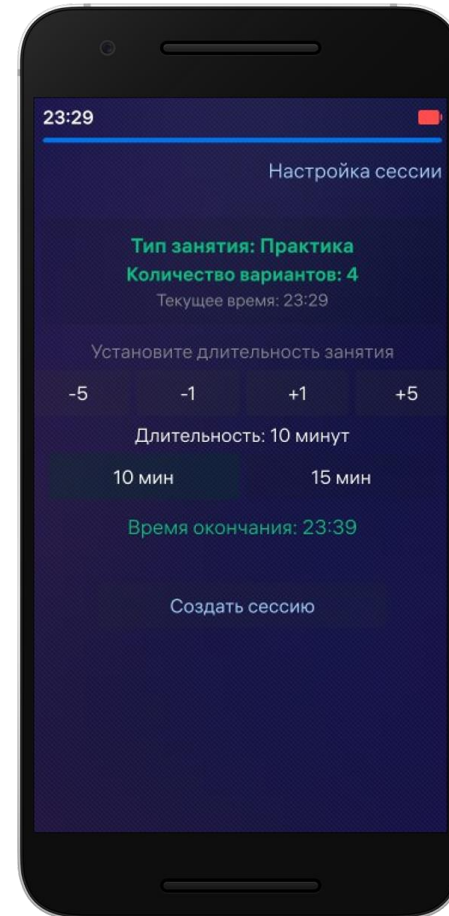 23:29
Настройка сессии
Тип занятия: Практика
Количество вариантов: 4
Текущее время: 23:29
Установите длительность занятия
-5 -1 +1 +5
Длительность: 10 минут
10 мин 15 мин
Время окончания: 23:39
Создать сессию